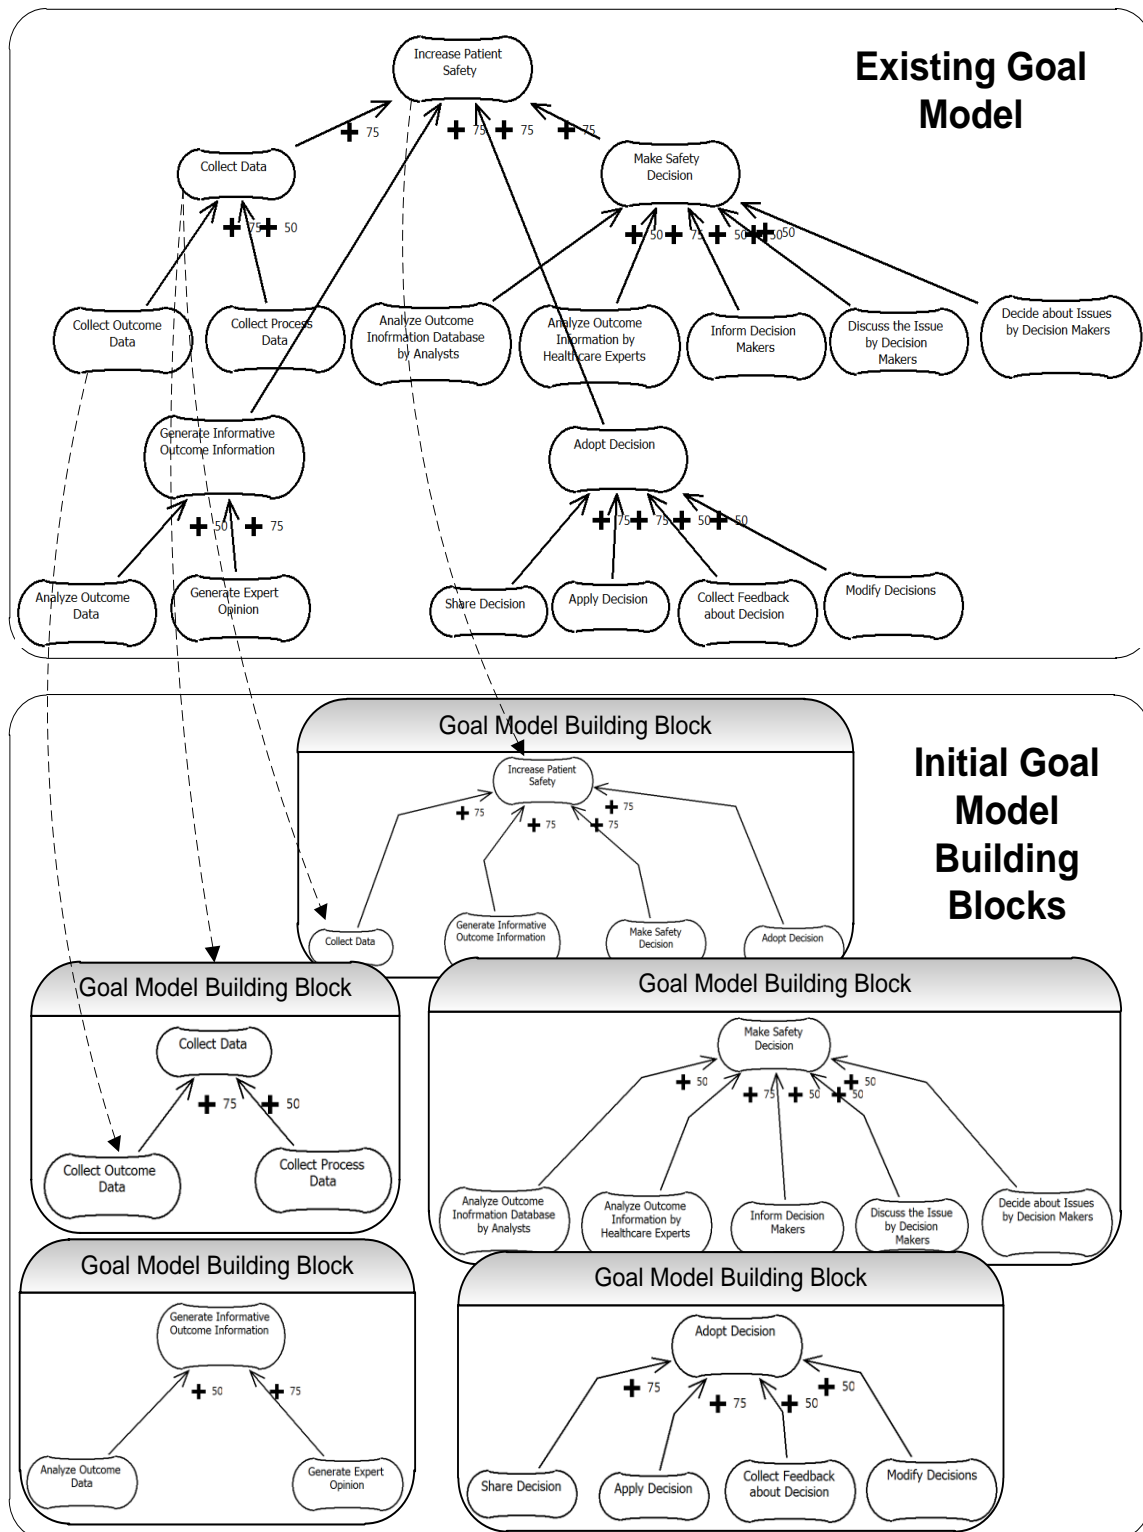 Existing Goal
Model
Increase Patient
Safety
75
75
75
75
Collect Data
Make Safety
Decision
75
50
50
75
50
50
50
Collect Outcome
Data
Collect Process
Data
Analyze Outcome
Inofrmation Database
by Analysts
Analyze Outcome
Information by
Healthcare Experts
Inform Decision
Makers
Discuss the Issue
by Decision
Makers
Decide about Issues
by Decision Makers
Generate Informative
Outcome Information
Adopt Decision
50
75
75
75
50
50
Analyze Outcome
Data
Generate Expert
Opinion
Share Decision
Apply Decision
Collect Feedback
about Decision
Modify Decisions
Initial Goal
Model
Building
Blocks
Goal Model Building Block
Increase Patient
Safety
75
75
75
75
Collect Data
Generate Informative
Outcome Information
Make Safety
Decision
Adopt Decision
Goal Model Building Block
Collect Data
75
50
Collect Outcome
Data
Collect Process
Data
Goal Model Building Block
Make Safety
Decision
50
75
50
50
50
Analyze Outcome
Inofrmation Database
by Analysts
Analyze Outcome
Information by
Healthcare Experts
Inform Decision
Makers
Discuss the Issue
by Decision
Makers
Decide about Issues
by Decision Makers
Goal Model Building Block
Generate Informative
Outcome Information
50
75
Analyze Outcome
Data
Generate Expert
Opinion
Goal Model Building Block
Adopt Decision
75
75
50
50
Share Decision
Apply Decision
Collect Feedback
about Decision
Modify Decisions